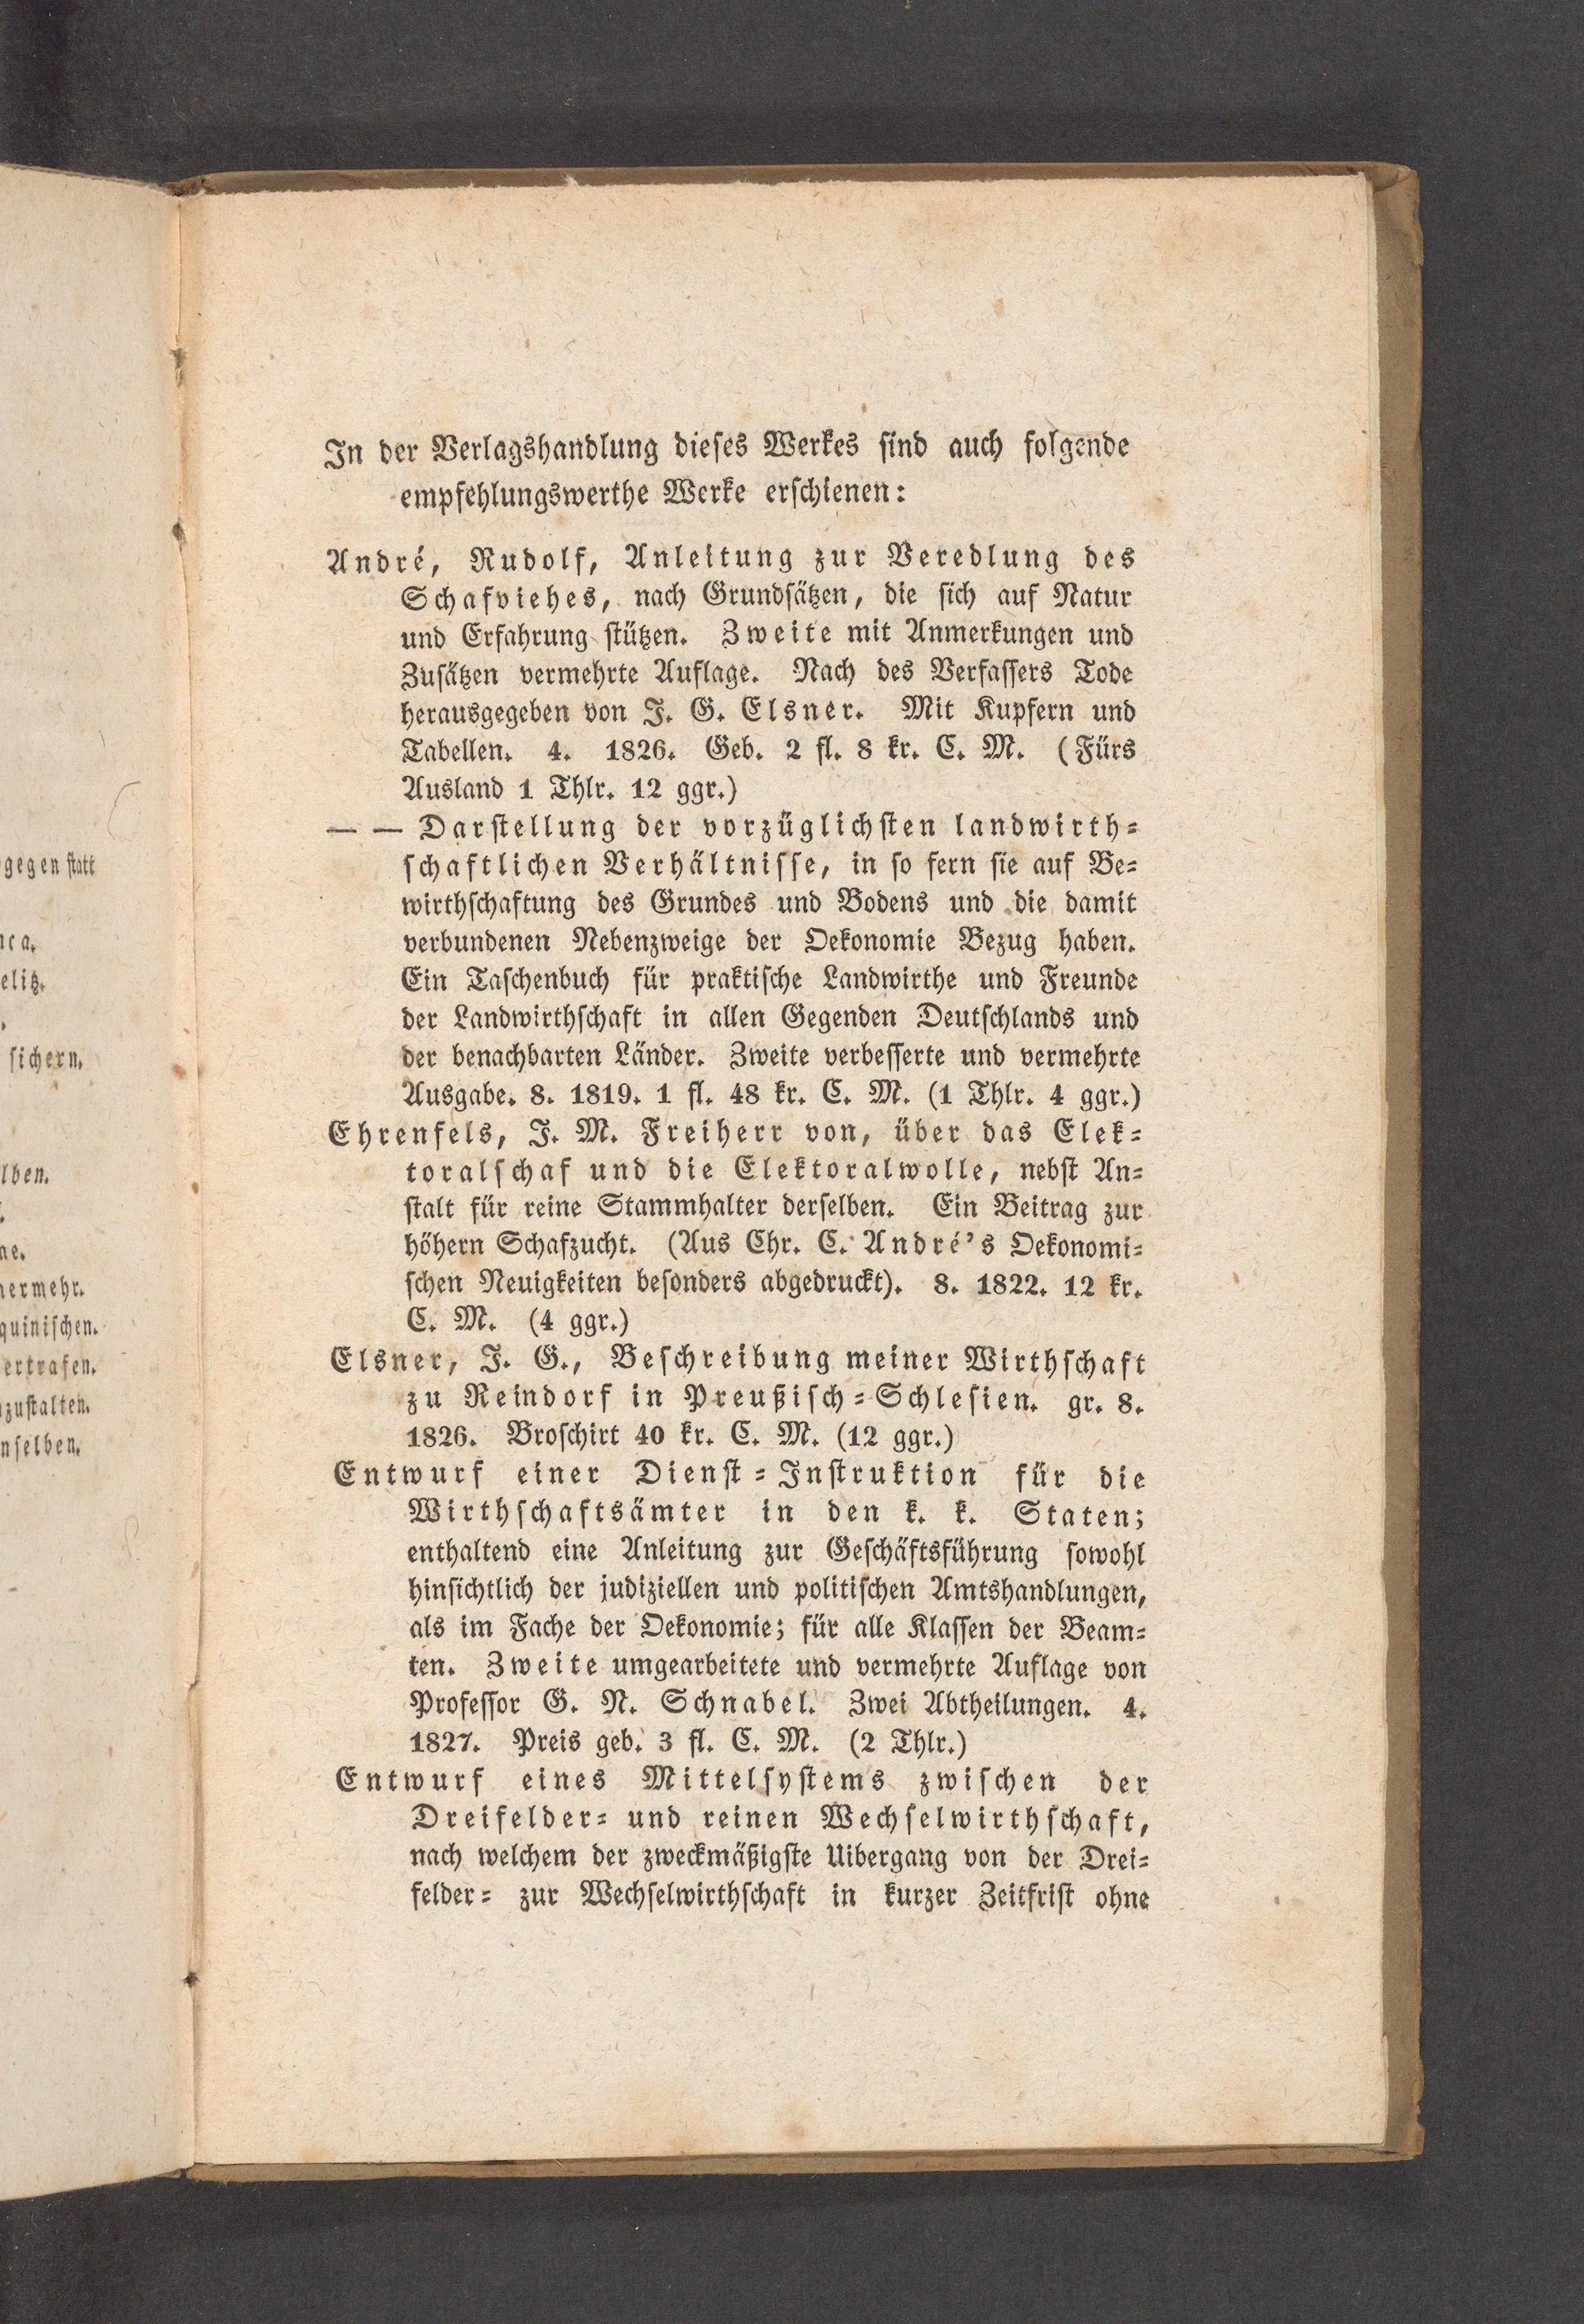 gegen statt
nca.
elitz.
sichern.
lben.
ne.
nermehr.
quinischen.
ertrafen.
nzustalten.
nselben.
In der Verlagshandlung dieses Werkes sind auch folgende
empfehlungswerthe Werke erschienen:
André, Rudolf, Anleitung zur Veredlung des
Schafviehes, nach Grundsätzen, die sich auf Natur
und Erfahrung stützen. Zweite mit Anmerkungen und
Zusätzen vermehrte Auflage. Nach des Verfassers Tode
herausgegeben von J. G. Elsner. Mit Kupfern und
Tabellen. 4. 1826. Geb. 2 fl. 8 kr. C. M. (Fürs
Ausland 1 Thlr. 12 ggr.)
— — Darstellung der vorzüglichsten landwirth-
schaftlichen Verhältnisse, in so fern sie auf Be-
wirthschaftung des Grundes und Bodens und die damit
verbundenen Nebenzweige der Oekonomie Bezug haben.
Ein Taschenbuch für praktische Landwirthe und Freunde
der Landwirthschaft in allen Gegenden Deutschlands und
der benachbarten Länder. Zweite verbesserte und vermehrte
Ausgabe. 8. 1819. 1 fl. 48 kr. C. M. (1 Thlr. 4 ggr.)
Ehrenfels, J. M. Freiherr von, über das Elek-
toralschaf und die Elektoralwolle, nebst An-
stalt für reine Stammhalter derselben. Ein Beitrag zur
höhern Schafzucht. (Aus Chr. C. André's Oekonomi-
schen Neuigkeiten besonders abgedruckt). 8. 1822. 12 kr.
C. M. (4 ggr.)
Elsner, J. G., Beschreibung meiner Wirthschaft
zu Reindorf in Preußisch-Schlesien. gr. 8.
1826. Broschirt 40 kr. C. M. (12 ggr.)
Entwurf einer Dienst-Instruktion für die
Wirthschaftsämter in den k. k. Staten;
enthaltend eine Anleitung zur Geschäftsführung sowohl
hinsichtlich der judiziellen und politischen Amtshandlungen,
als im Fache der Oekonomie; für alle Klassen der Beam-
ten. Zweite umgearbeitete und vermehrte Auflage von
Professor G. N. Schnabel. Zwei Abtheilungen. 4.
1827. Preis geb. 3 fl. C. M. (2 Thlr.)
Entwurf eines Mittelsystems zwischen der
Dreifelder- und reinen Wechselwirthschaft,
nach welchem der zweckmäßigste Uibergang von der Drei-
felder- zur Wechselwirthschaft in kurzer Zeitfrist ohne